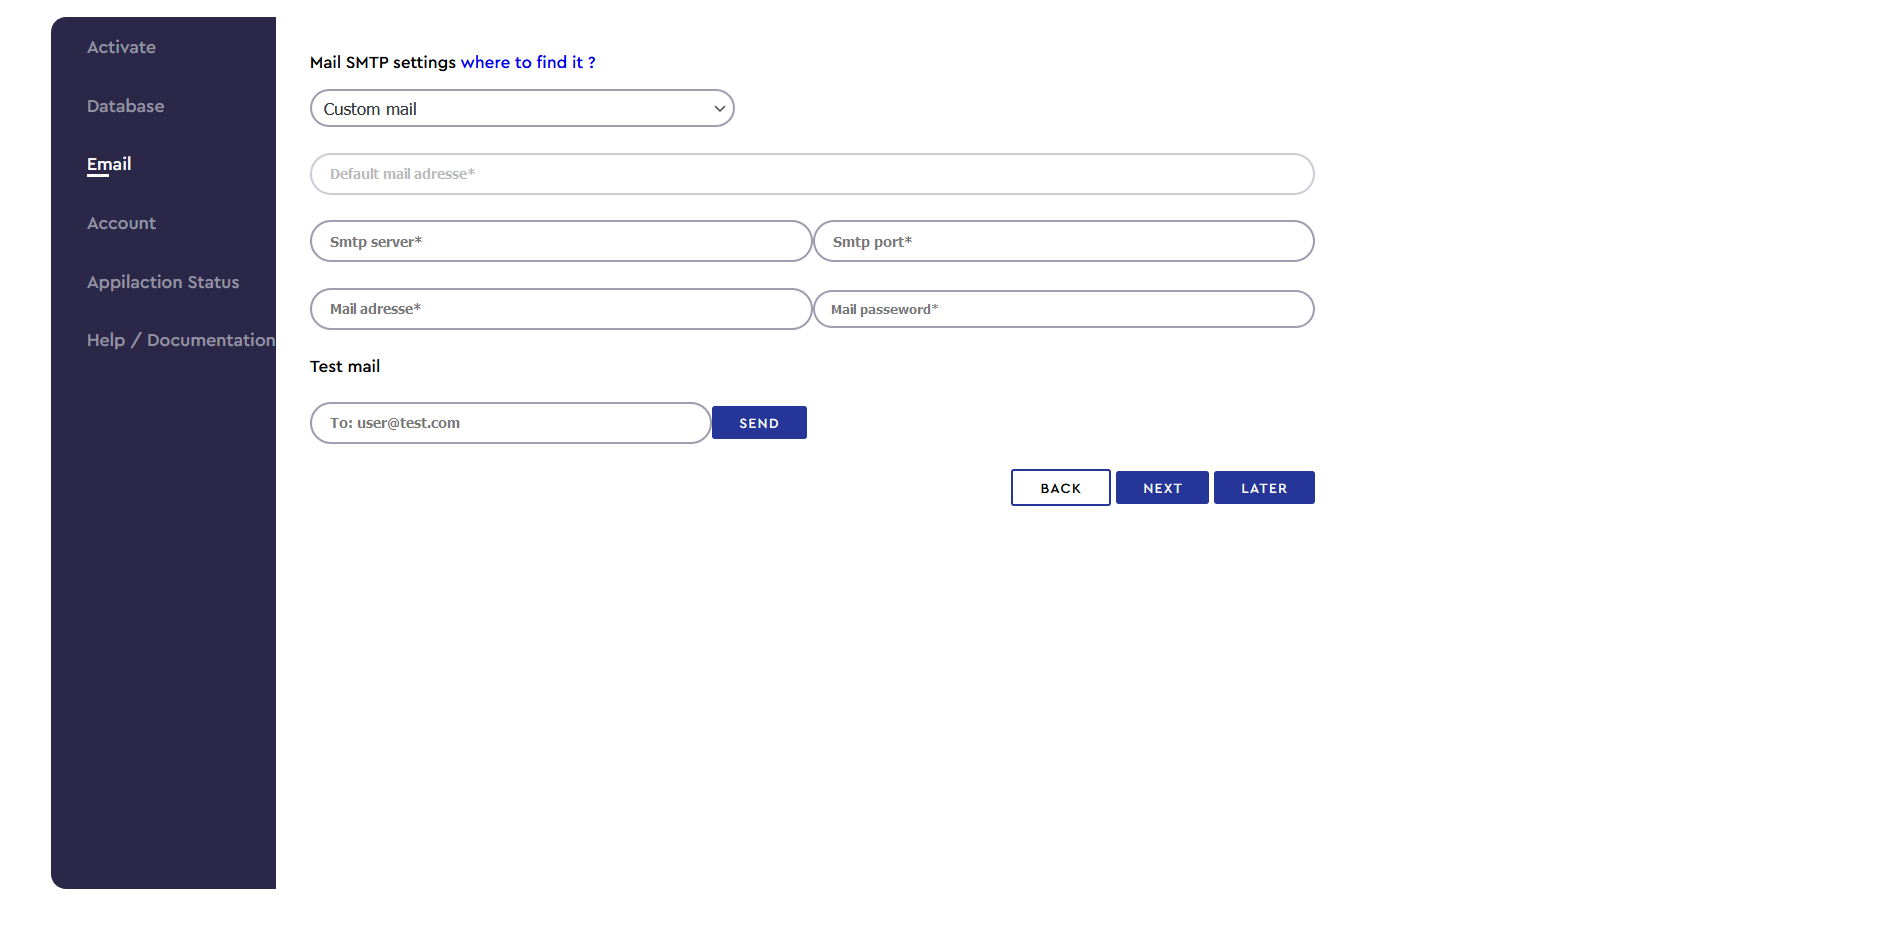 Activate
Database
Email
Account
Appilaction Status
Help / Documentation
Mail SMTP settings where to find it ?
Custom mail
Default mail adresse*
Smtp server* Smtp port*
Mail adresse* Mail passeword*
Test mail
To: user@test.com SEND
BACK NEXT LATER